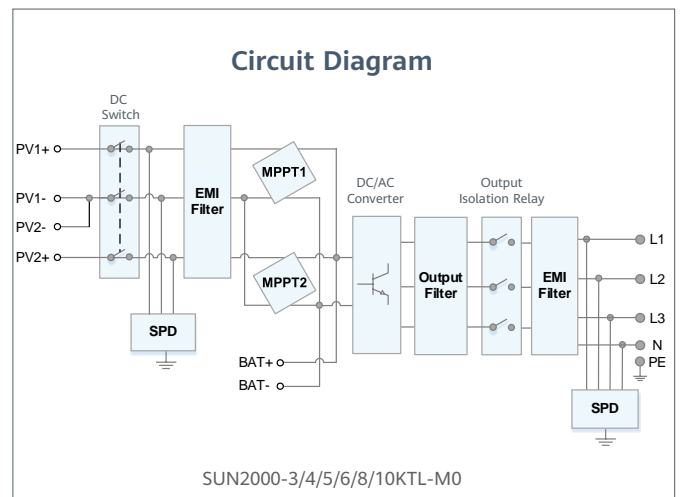 Circuit Diagram
DC
Switch
PV1+
PV1-
PV2-
PV2+
EMI
Filter
MPPT1
MPPT2
SPD
BAT+
BAT-
DC/AC
Converter
Output
Filter
Output
Isolation Relay
EMI
Filter
L1
L2
L3
N
PE
SPD
SUN2000-3/4/5/6/8/10KTL-M0